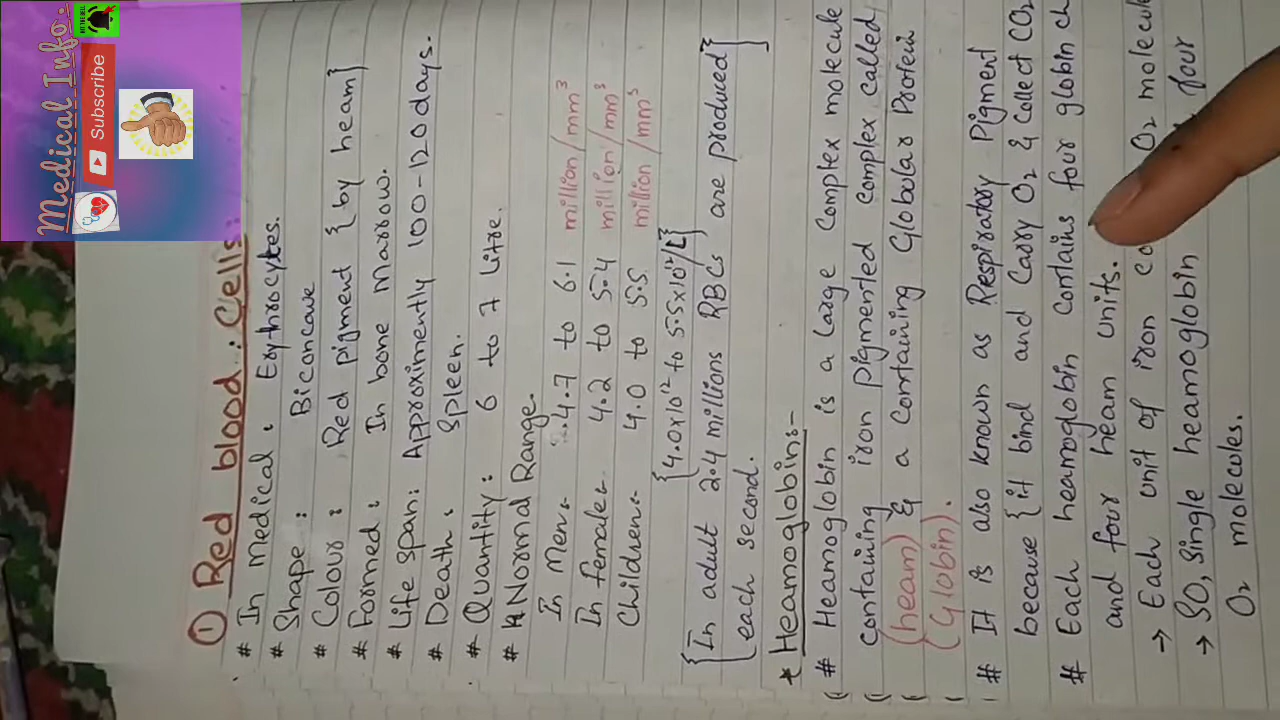 Medical Info.
Subscribe
① Red blood Cells:
# In Medical : Erythrocytes.
# Shape : Biconcave
# Colour : Red pigment {by heam}
# Formed : In bone Marrow.
# Life span: Approximently 100-120 days.
# Death : Spleen.
# Quantity: 6 to 7 litre.
# Normal Range.
In Men 4.7 to 6.1 million/mm³
In females 4.2 to 5.4 million/mm³
Children 4.0 to 5.5 million/mm³
{4.0x10¹² to 5.5x10¹²/L}
{In adult 2.4 millions RBCs are produced}
each second.
* Heamoglobin:-
# Heamoglobin is a large complex molecule
containing iron pigmented complex called
(heam) & a containing Globular Protein
(Globin).
# It is also known as Respiratory Pigment
because {it bind and Carry O2 & Collect CO2
# Each heamoglobin contains four globin
and four heam units.
→ Each unit of iron O2
→ SO, Single heamoglobin four
O2 molecules.